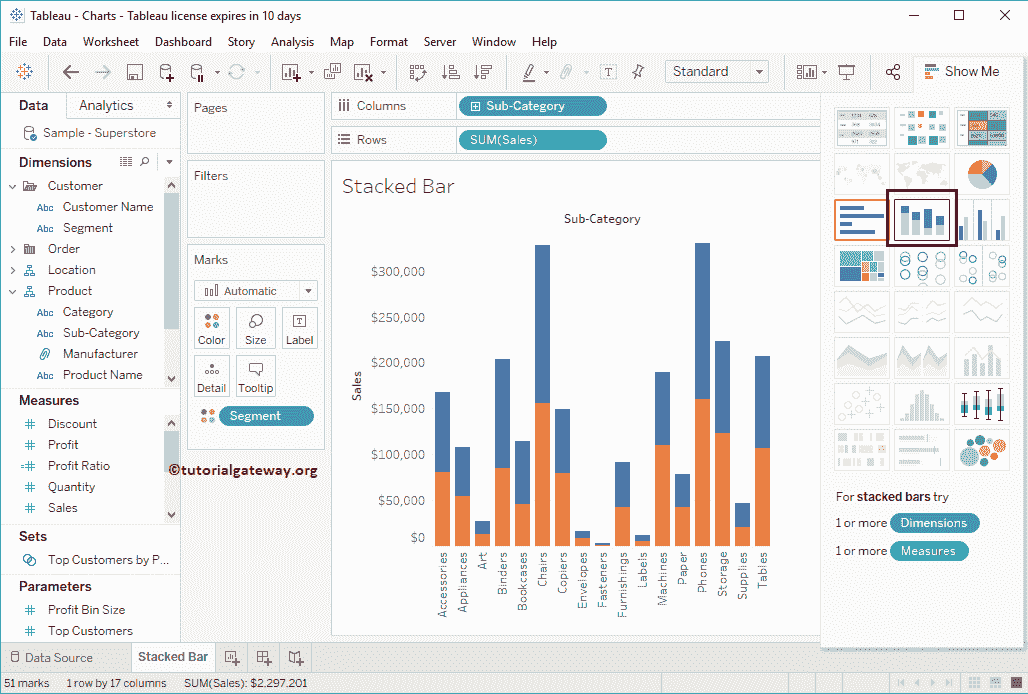 Tableau - Charts - Tableau license expires in 10 days
File Data Worksheet Dashboard Story Analysis Map Format Server Window Help
Standard
Show Me
Data Analytics
Sample - Superstore
Dimensions
Customer
Abc Customer Name
Abc Segment
Order
Location
Product
Abc Category
Abc Sub-Category
Manufacturer
Abc Product Name
Measures
Discount
Profit
Profit Ratio
Quantity
Sales
Sets
Top Customers by P...
Parameters
Profit Bin Size
Top Customers
Pages
Filters
Marks
Automatic
Color Size Label
Detail Tooltip
Segment
©tutorialgateway.org
Columns Sub-Category
Rows SUM(Sales)
Stacked Bar
Sub-Category
Sales
$300,000
$250,000
$200,000
$150,000
$100,000
$50,000
$0
Accessories
Appliances
Art
Binders
Bookcases
Chairs
Copiers
Envelopes
Fasteners
Furnishings
Labels
Machines
Paper
Phones
Storage
Supplies
Tables
For stacked bars try
1 or more Dimensions
1 or more Measures
Data Source Stacked Bar
51 marks 1 row by 17 columns SUM(Sales): $2,297,201